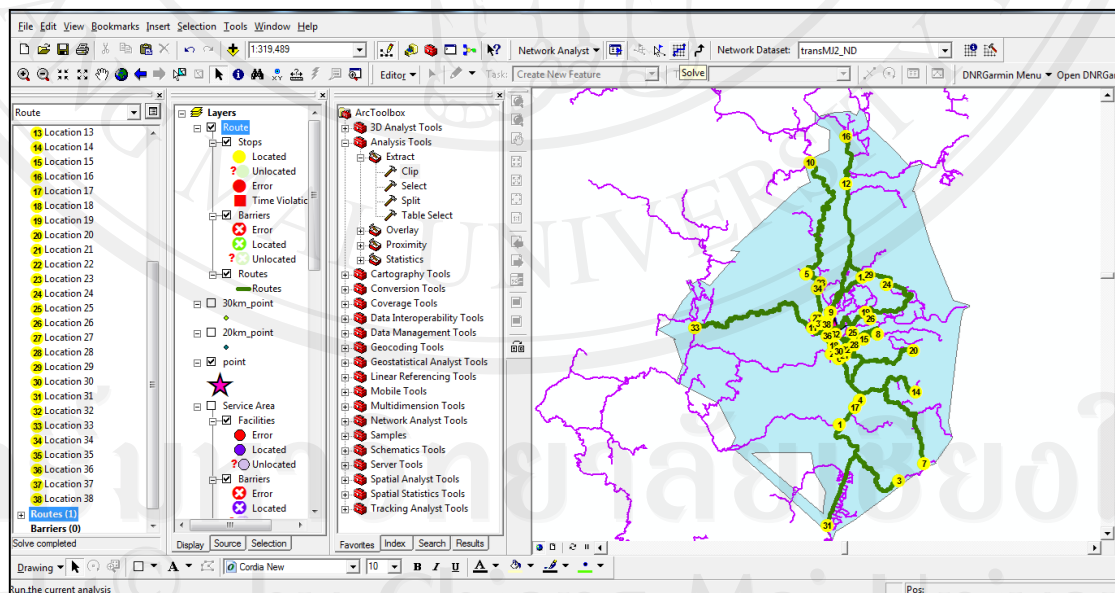 File Edit View Bookmarks Insert Selection Tools Window Help
1:319,489 Network Analyst Network Dataset: transMJ2_ND
Editor Task: Create New Feature Solve DNRGarmin Menu Open DNRGar
Route
13 Location 13
14 Location 14
15 Location 15
16 Location 16
17 Location 17
18 Location 18
19 Location 19
20 Location 20
21 Location 21
22 Location 22
23 Location 23
24 Location 24
25 Location 25
26 Location 26
27 Location 27
28 Location 28
29 Location 29
30 Location 30
31 Location 31
32 Location 32
33 Location 33
34 Location 34
35 Location 35
36 Location 36
37 Location 37
38 Location 38
Routes (1)
Barriers (0)
Solve completed
Layers
Route
Stops
Located
? Unlocated
Error
Time Violatic
Barriers
Error
Located
? Unlocated
Routes
Routes
30km_point
20km_point
point
Service Area
Facilities
Error
Located
? Unlocated
Barriers
Error
Located
Display Source Selection
ArcToolbox
3D Analyst Tools
Analysis Tools
Extract
Clip
Select
Split
Table Select
Overlay
Proximity
Statistics
Cartography Tools
Conversion Tools
Coverage Tools
Data Interoperability Tools
Data Management Tools
Geocoding Tools
Geostatistical Analyst Tools
Linear Referencing Tools
Mobile Tools
Multidimension Tools
Network Analyst Tools
Samples
Schematics Tools
Server Tools
Spatial Analyst Tools
Spatial Statistics Tools
Tracking Analyst Tools
Favorites Index Search Results
16
10
12
5
29
24
34
9
19
26
33
38
36
25
8
15
28
20
30
14
4
17
1
7
3
31
Drawing A Cordia New 10 B I U A
Run the current analysis Pos: